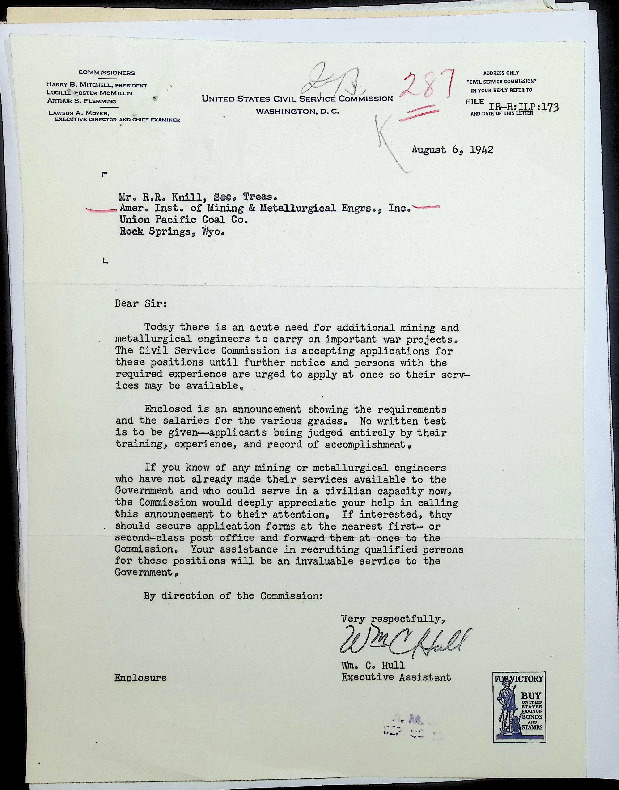 COMMISSIONERS
HARRY B. MITCHELL, PRESIDENT
LUCILLE FOSTER McMILLIN
ARTHUR S. FLEMMING
LAWSON A. MOYER,
EXECUTIVE DIRECTOR AND CHIEF EXAMINER
UNITED STATES CIVIL SERVICE COMMISSION
WASHINGTON, D. C.
287
K
ADDRESS ONLY
"CIVIL SERVICE COMMISSION"
IN YOUR REPLY REFER TO
FILE IR-R:ILP:173
AND DATE OF THIS LETTER
August 6, 1942
Mr. R.R. Knill, Sec. Treas.
Amer. Inst. of Mining & Metallurgical Engrs., Inc.
Union Pacific Coal Co.
Rock Springs, Wyo.
Dear Sir:
Today there is an acute need for additional mining and
metallurgical engineers to carry on important war projects.
The Civil Service Commission is accepting applications for
these positions until further notice and persons with the
required experience are urged to apply at once so their serv-
ices may be available.
Enclosed is an announcement showing the requirements
and the salaries for the various grades. No written test
is to be given—applicants being judged entirely by their
training, experience, and record of accomplishment.
If you know of any mining or metallurgical engineers
who have not already made their services available to the
Government and who could serve in a civilian capacity now,
the Commission would deeply appreciate your help in calling
this announcement to their attention. If interested, they
should secure application forms at the nearest first- or
second-class post office and forward them at once to the
Commission. Your assistance in recruiting qualified persons
for these positions will be an invaluable service to the
Government.
By direction of the Commission:
Very respectfully,
Wm C Hull
Wm. C. Hull
Executive Assistant
Enclosure
FOR VICTORY
BUY
UNITED
STATES
BONDS
AND
STAMPS